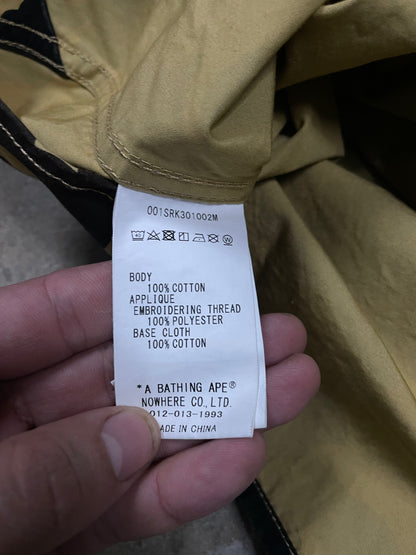 001SRK301002M
BODY
100% COTTON
APPLIQUE
EMBROIDERING THREAD
100% POLYESTER
BASE CLOTH
100% COTTON
*A BATHING APE®
NOWHERE CO., LTD.
012-013-1993
MADE IN CHINA